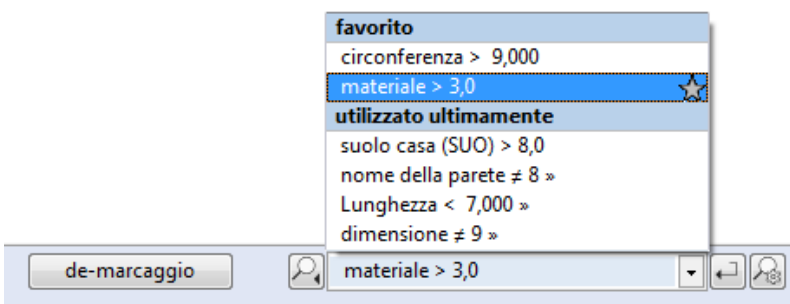 favorito
circonferenza > 9,000
materiale > 3,0
utilizzato ultimamente
suolo casa (SUO) > 8,0
nome della parete ≠ 8 »
Lunghezza < 7,000 »
dimensione ≠ 9 »
de-marcaggio
materiale > 3,0